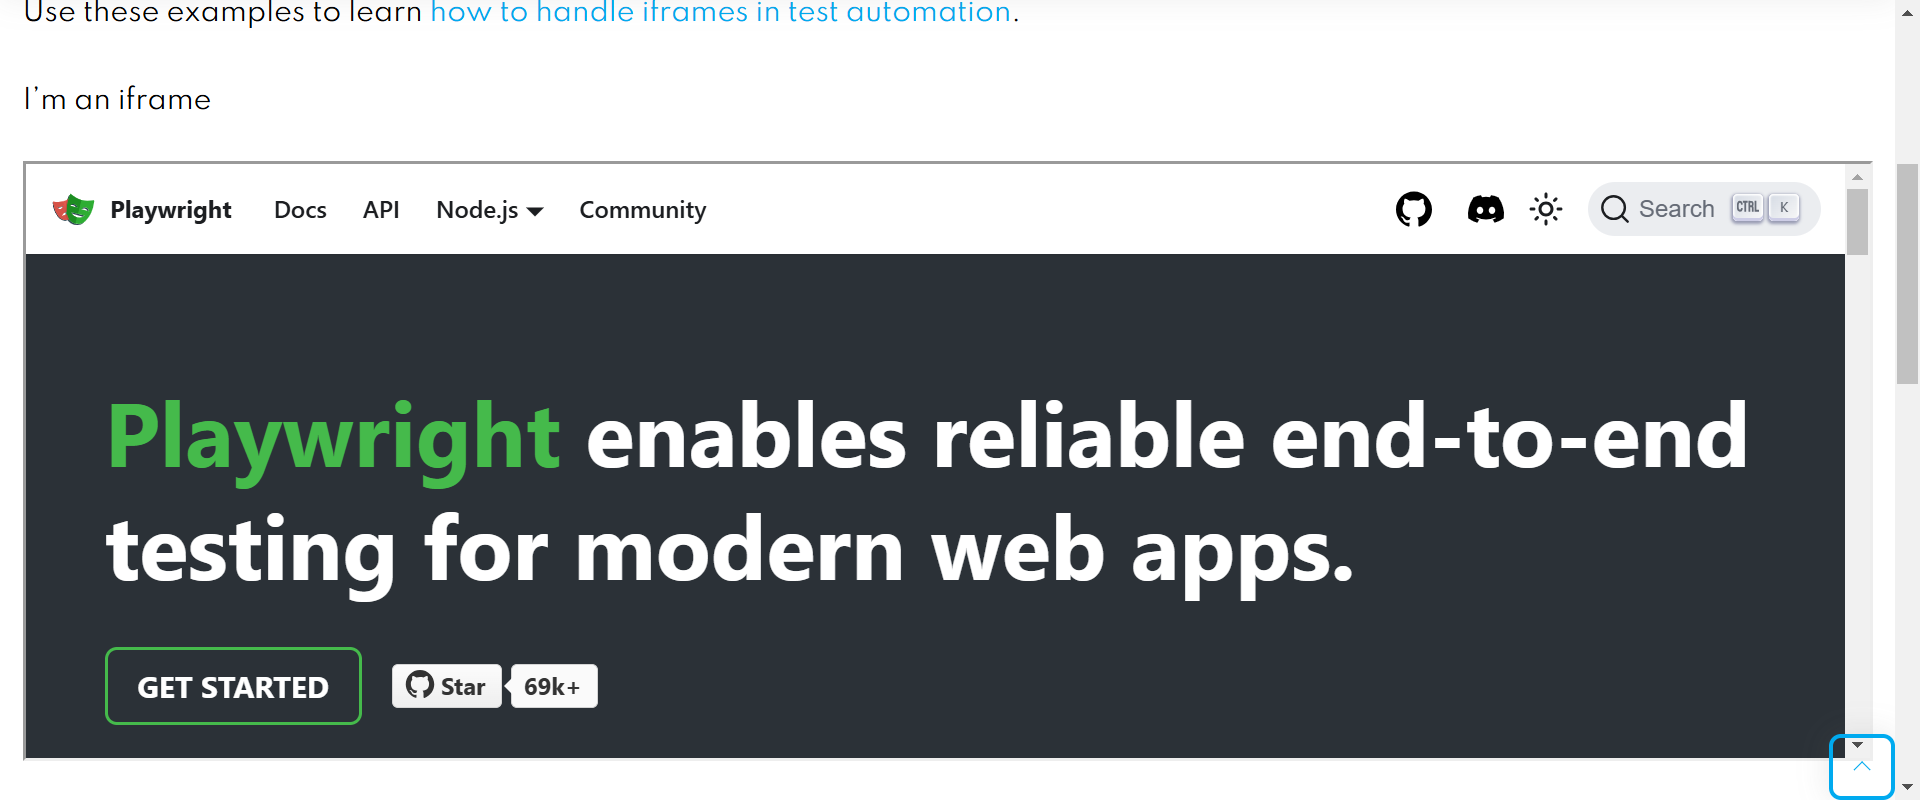 Use these examples to learn how to handle iframes in test automation.
I’m an iframe
Playwright Docs API Node.js Community Search CTRL K
Playwright enables reliable end-to-end
testing for modern web apps.
GET STARTED Star 69k+